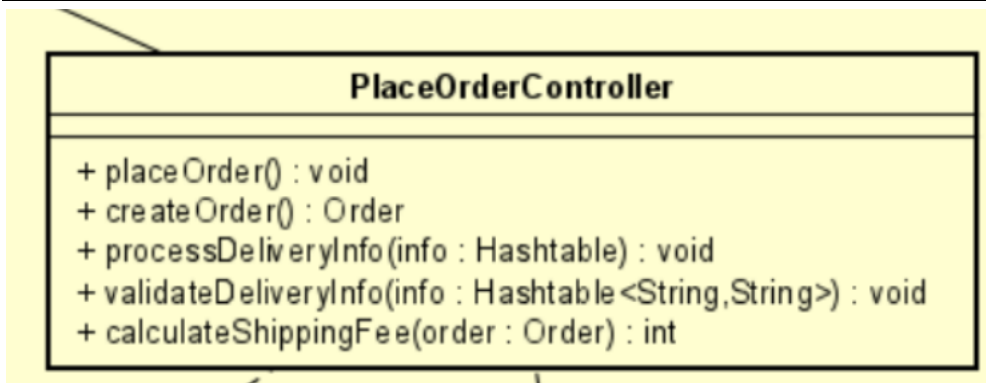 PlaceOrderController
+ placeOrder() : void
+ createOrder() : Order
+ processDeliveryInfo(info : Hashtable) : void
+ validateDeliveryInfo(info : Hashtable<String,String>) : void
+ calculateShippingFee(order : Order) : int